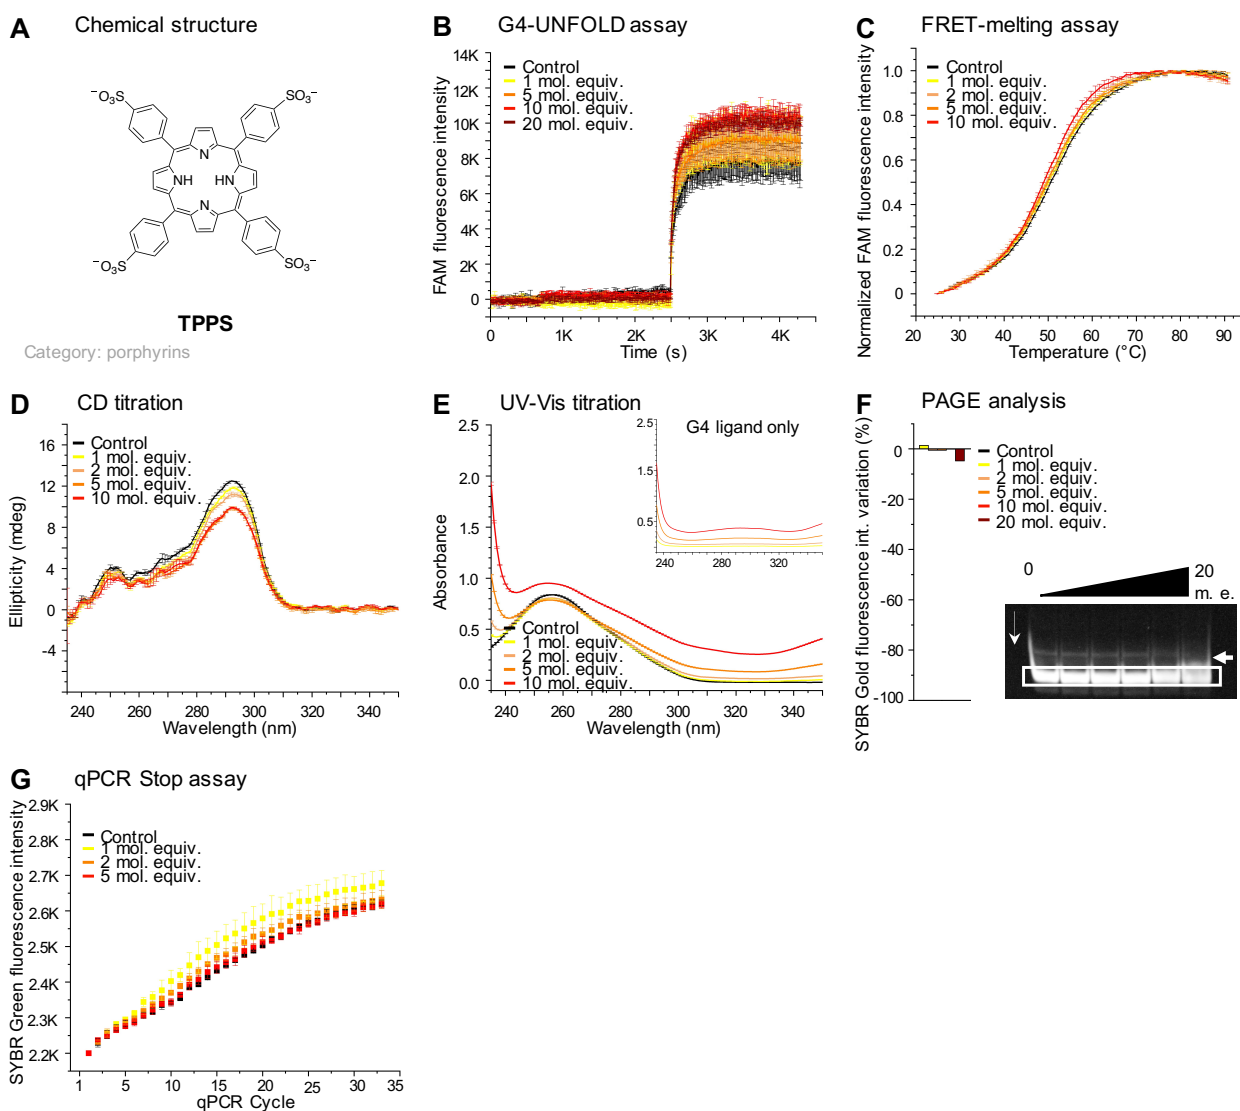 A Chemical structure
⁻O₃S SO₃⁻
N
NH HN
N
⁻O₃S SO₃⁻
TPPS
Category: porphyrins
B G4-UNFOLD assay
FAM fluorescence intensity
14K
12K
10K
8K
6K
4K
2K
0
Control
1 mol. equiv.
5 mol. equiv.
10 mol. equiv.
20 mol. equiv.
0 1K 2K 3K 4K
Time (s)
C FRET-melting assay
Normalized FAM fluorescence intensity
1.0
0.8
0.6
0.4
0.2
0
Control
1 mol. equiv.
2 mol. equiv.
5 mol. equiv.
10 mol. equiv.
20 30 40 50 60 70 80 90
Temperature (°C)
D CD titration
Ellipticity (mdeg)
16
12
8
4
0
-4
Control
1 mol. equiv.
2 mol. equiv.
5 mol. equiv.
10 mol. equiv.
240 260 280 300 320 340
Wavelength (nm)
E UV-Vis titration
Absorbance
2.5
2.0
1.5
1.0
0.5
0.0
G4 ligand only
2.5
1.5
0.5
240 280 320
Control
1 mol. equiv.
2 mol. equiv.
5 mol. equiv.
10 mol. equiv.
240 260 280 300 320 340
Wavelength (nm)
F PAGE analysis
SYBR Gold fluorescence int. variation (%)
0
-20
-40
-60
-80
-100
Control
1 mol. equiv.
2 mol. equiv.
5 mol. equiv.
10 mol. equiv.
20 mol. equiv.
0 20
m. e.
G qPCR Stop assay
SYBR Green fluorescence intensity
2.9K
2.8K
2.7K
2.6K
2.5K
2.4K
2.3K
2.2K
Control
1 mol. equiv.
2 mol. equiv.
5 mol. equiv.
1 5 10 15 20 25 30 35
qPCR Cycle